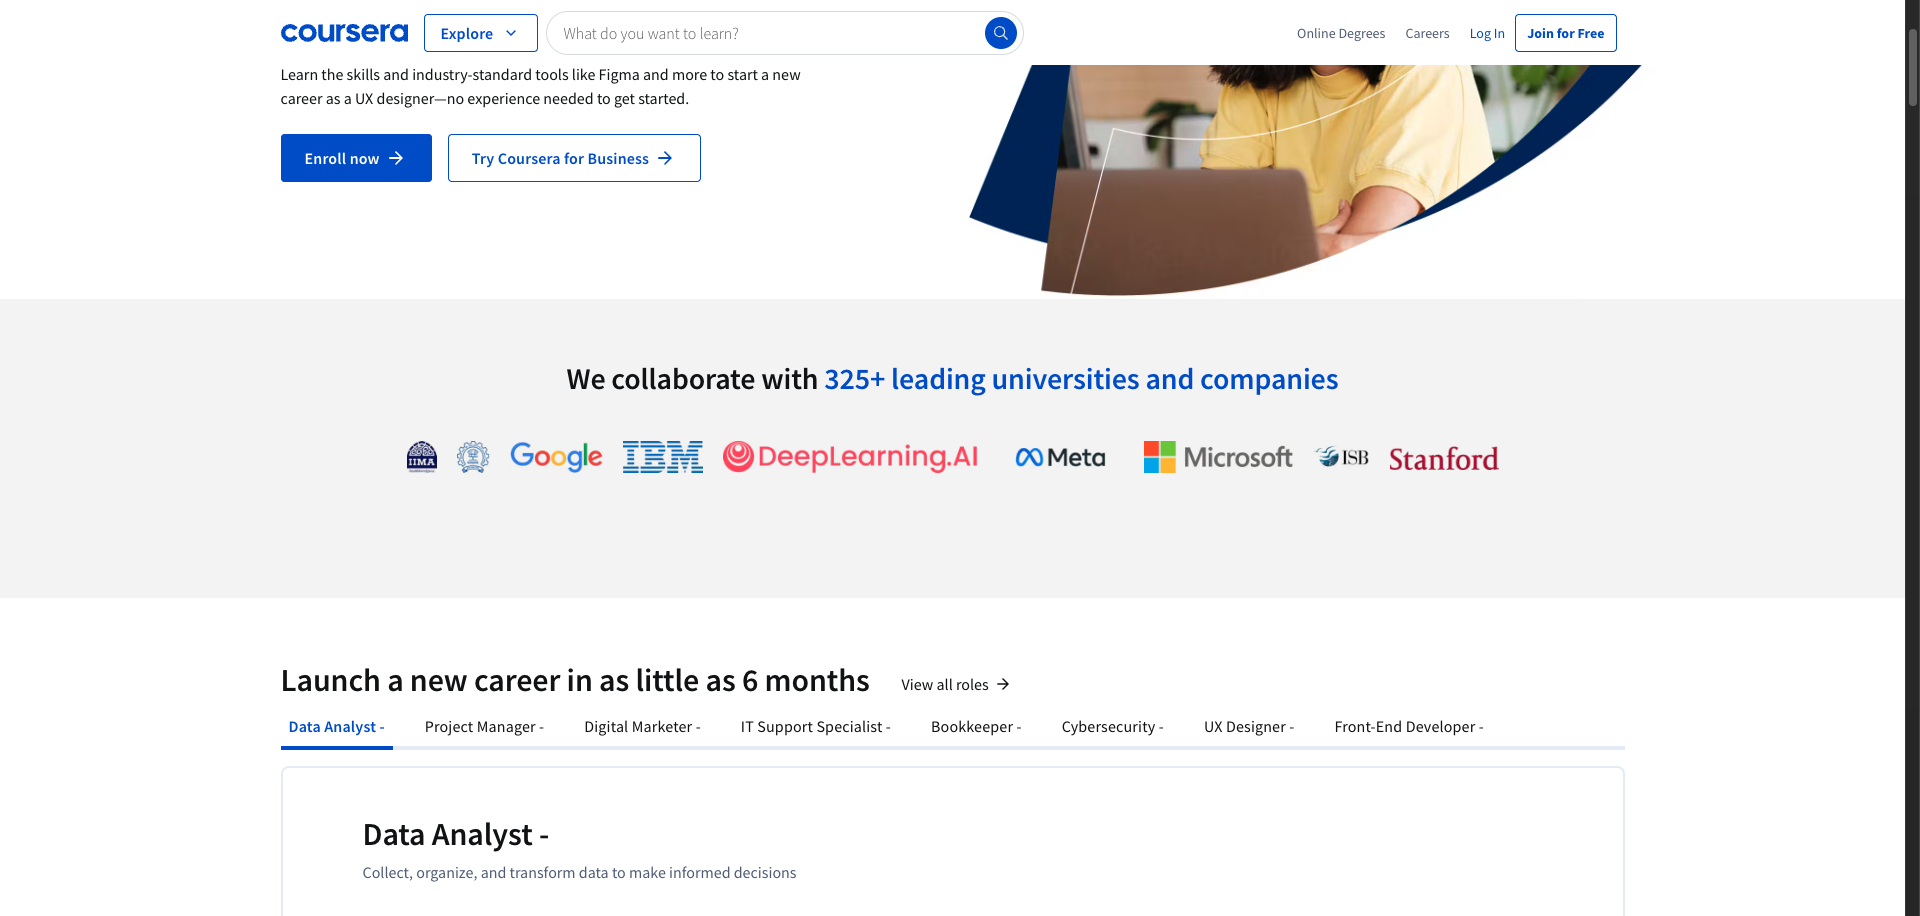 coursera
Explore
What do you want to learn?
Online Degrees
Careers
Log In
Join for Free
Learn the skills and industry-standard tools like Figma and more to start a new
career as a UX designer—no experience needed to get started.
Enroll now
Try Coursera for Business
We collaborate with 325+ leading universities and companies
IIMA
Google
IBM
DeepLearning.AI
Meta
Microsoft
ISB
Stanford
Launch a new career in as little as 6 months
View all roles
Data Analyst -
Project Manager -
Digital Marketer -
IT Support Specialist -
Bookkeeper -
Cybersecurity -
UX Designer -
Front-End Developer -
Data Analyst -
Collect, organize, and transform data to make informed decisions